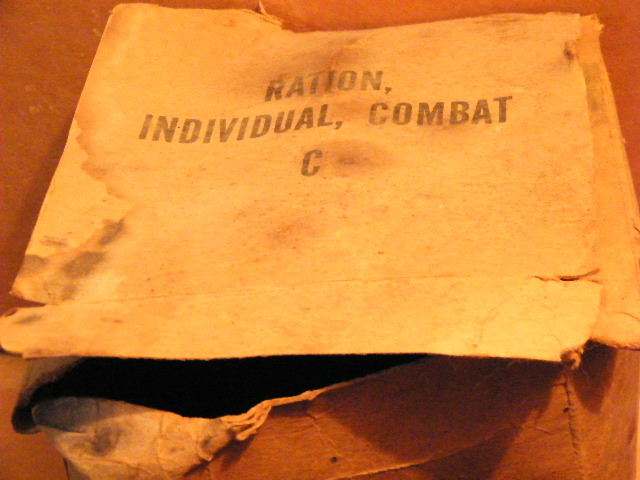 RATION,
INDIVIDUAL, COMBAT
C